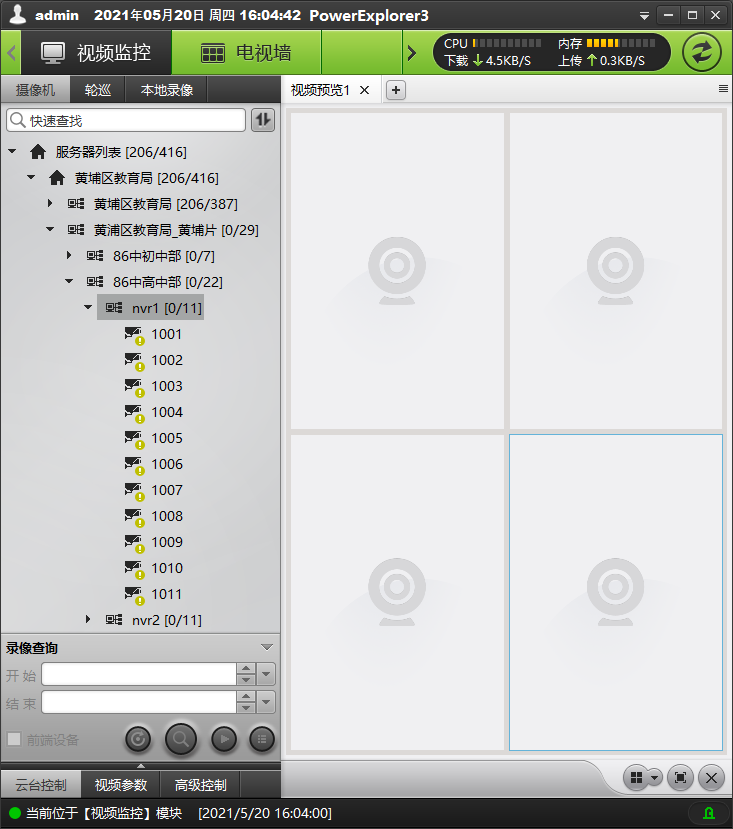 admin 2021年05月20日 周四 16:04:42 PowerExplorer3
视频监控 电视墙 CPU 内存
下载 4.5KB/S 上传 0.3KB/S
摄像机 轮巡 本地录像 视频预览1
快速查找
服务器列表 [206/416]
黄埔区教育局 [206/416]
黄埔区教育局 [206/387]
黄浦区教育局_黄埔片 [0/29]
86中初中部 [0/7]
86中高中部 [0/22]
nvr1 [0/11]
1001
1002
1003
1004
1005
1006
1007
1008
1009
1010
1011
nvr2 [0/11]
录像查询
开始
结束
前端设备
云台控制 视频参数 高级控制
当前位于【视频监控】模块 [2021/5/20 16:04:00]